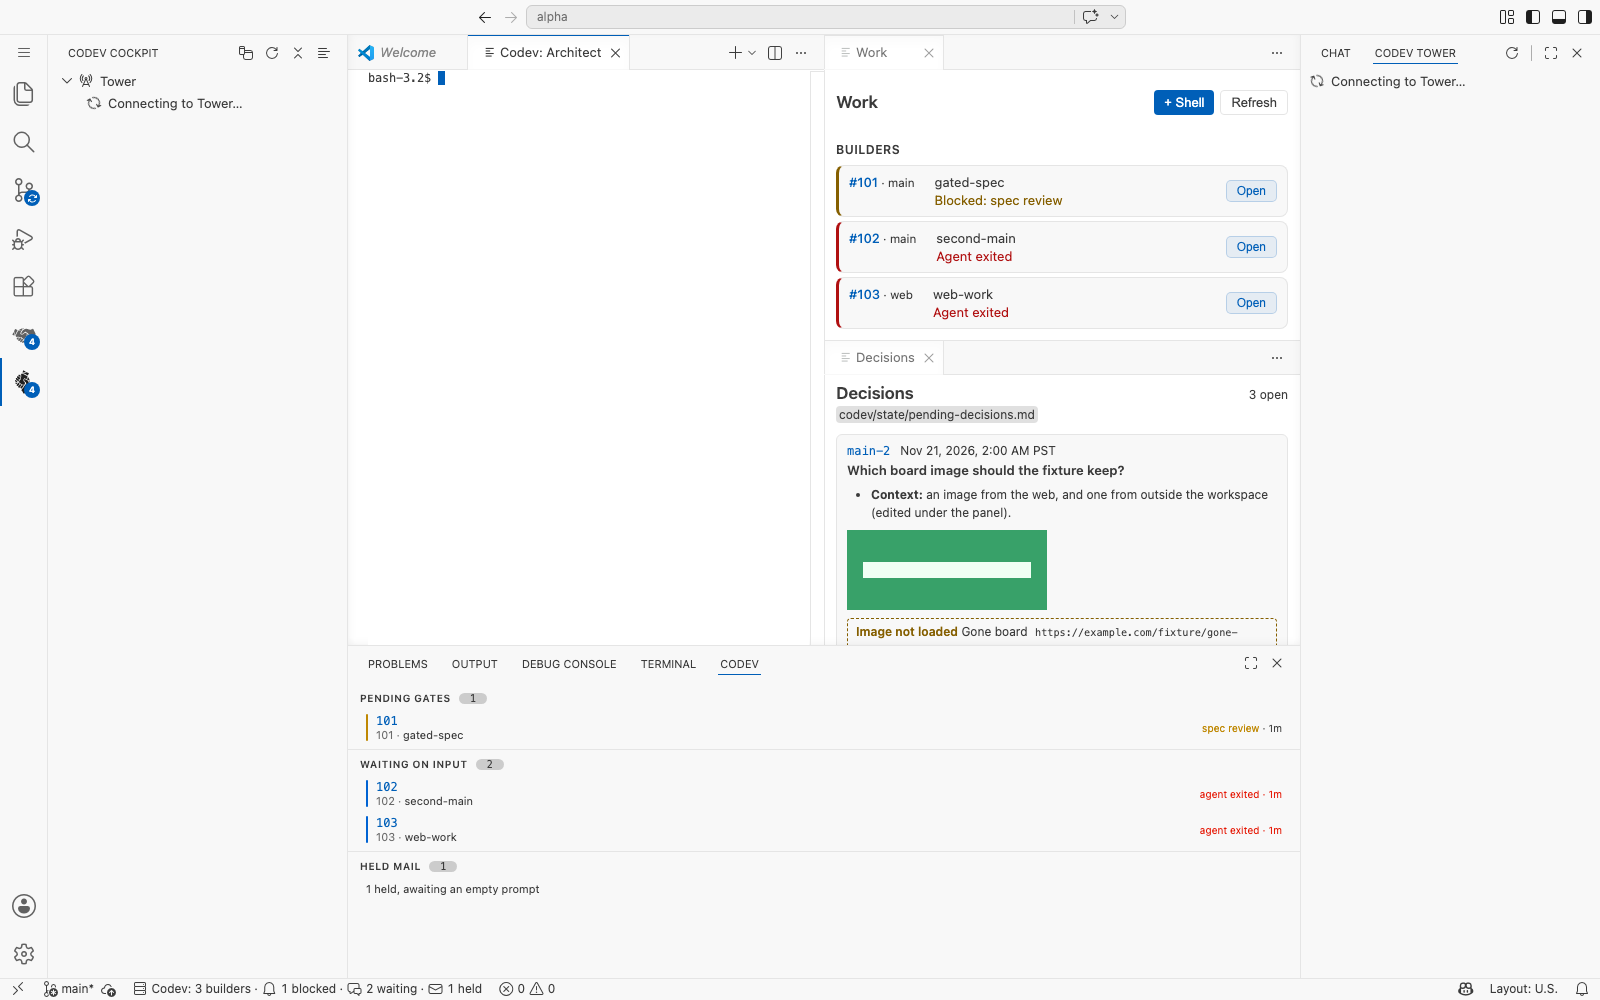 alpha
CODEV COCKPIT
Tower
Connecting to Tower...
4
4
Welcome
Codev: Architect
bash-3.2$
Work
Work
+ Shell
Refresh
BUILDERS
#101 · main
gated-spec
Blocked: spec review
Open
#102 · main
second-main
Agent exited
Open
#103 · web
web-work
Agent exited
Open
Decisions
Decisions
3 open
codev/state/pending-decisions.md
main-2 Nov 21, 2026, 2:00 AM PST
Which board image should the fixture keep?
• Context: an image from the web, and one from outside the workspace
(edited under the panel).
Image not loaded Gone board https://example.com/fixture/gone-
CHAT
CODEV TOWER
Connecting to Tower...
PROBLEMS
OUTPUT
DEBUG CONSOLE
TERMINAL
CODEV
PENDING GATES 1
101
101 · gated-spec
spec review · 1m
WAITING ON INPUT 2
102
102 · second-main
agent exited · 1m
103
103 · web-work
agent exited · 1m
HELD MAIL 1
1 held, awaiting an empty prompt
main*
Codev: 3 builders ·
1 blocked ·
2 waiting ·
1 held
0
0
Layout: U.S.